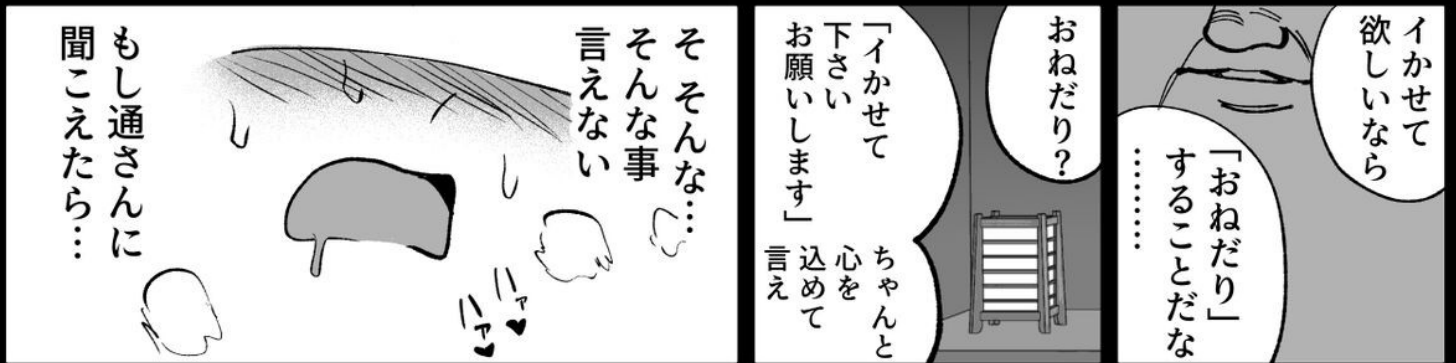 イかせて
欲しいなら
「おねだり」
することだな
………
おねだり？
「イかせて
下さい
お願いします」
ちゃんと
心を
込めて
言え
そ そんな…
そんな事
言えない
ハァ♥
ハァ♥
もし通さんに
聞こえたら…